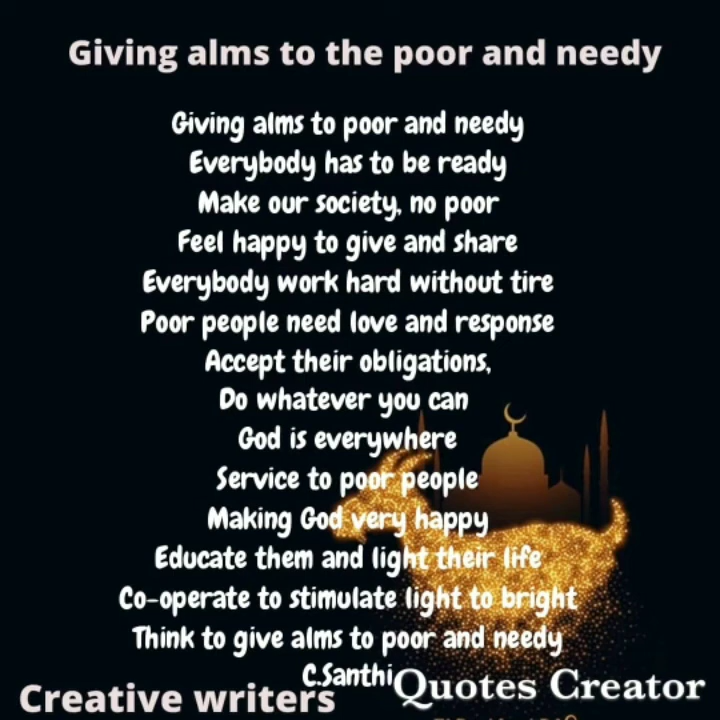 Giving alms to the poor and needy
Giving alms to poor and needy
Everybody has to be ready
Make our society, no poor
Feel happy to give and share
Everybody work hard without tire
Poor people need love and response
Accept their obligations,
Do whatever you can
God is everywhere
Service to poor people
Making God very happy
Educate them and light their life
Co-operate to stimulate light to bright
Think to give alms to poor and needy
C.Santhi
Creative writers
Quotes Creator